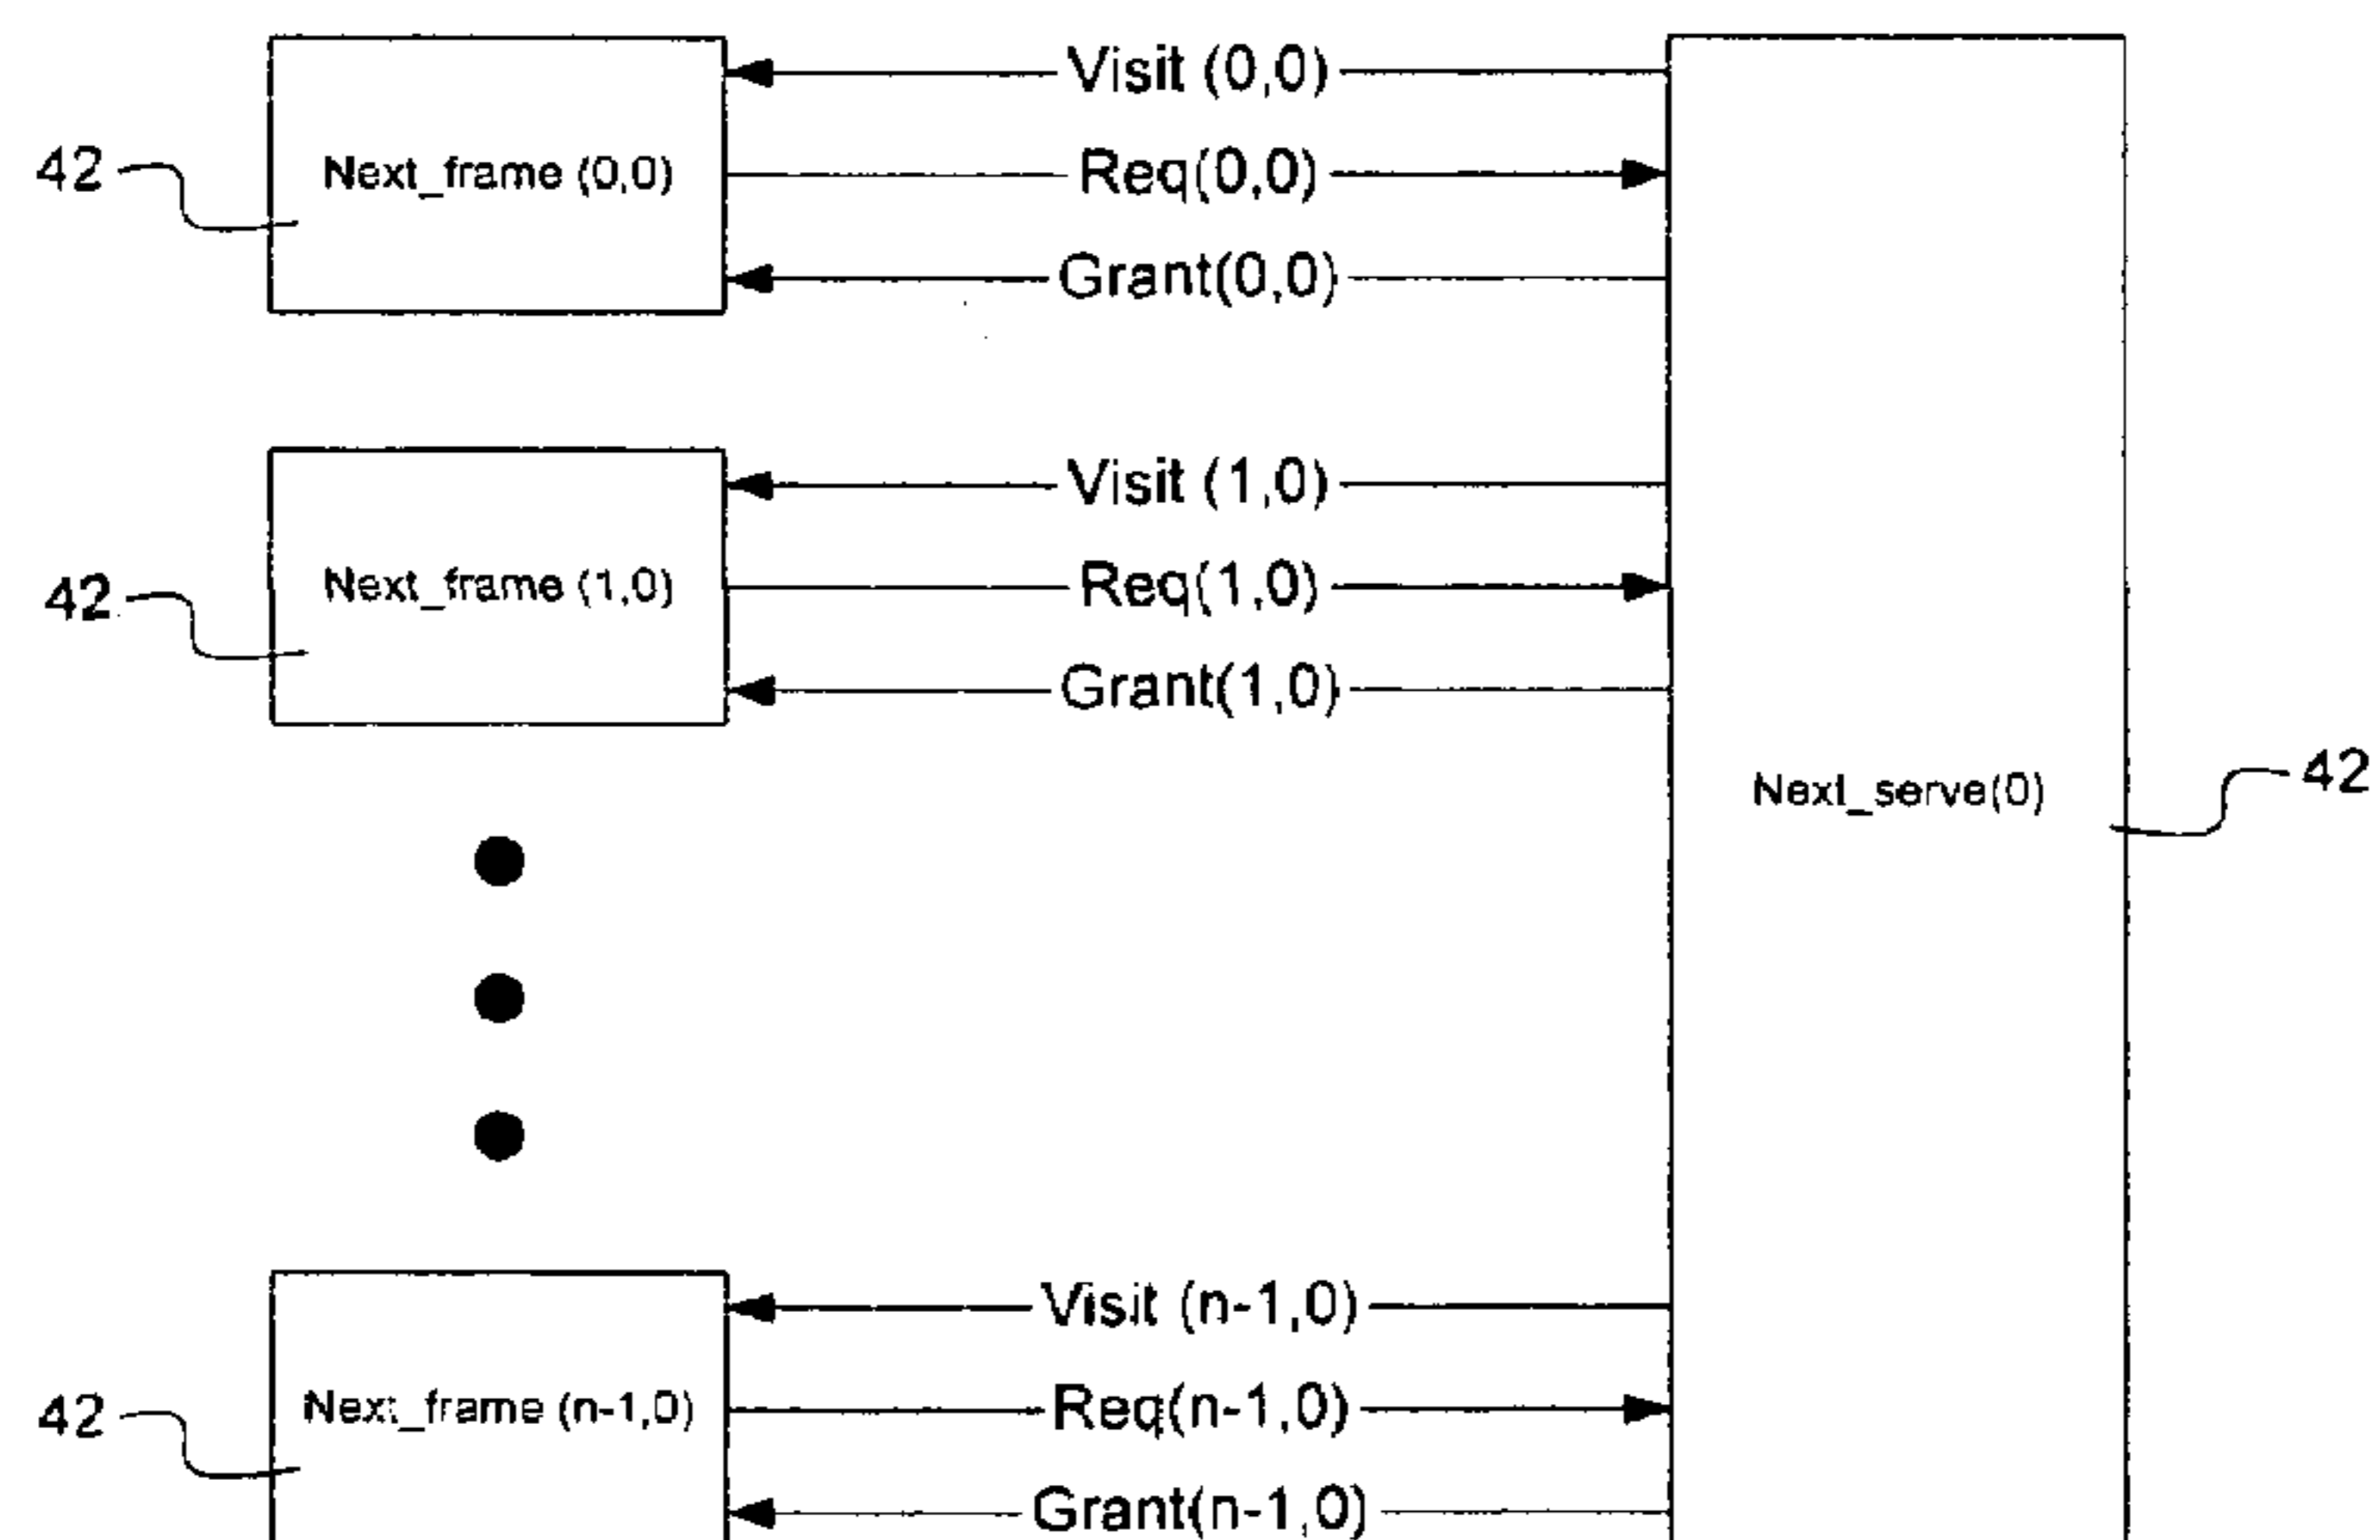 Visit (0,0)
42
Next_frame (0,0)
Req(0,0)
Grant(0,0)
Visit (1,0)
42
Next_frame (1,0)
Req(1,0)
Grant(1,0)
Next_serve(0)
42
Visit (n-1,0)
42
Next_frame (n-1,0)
Req(n-1,0)
Grant(n-1,0)